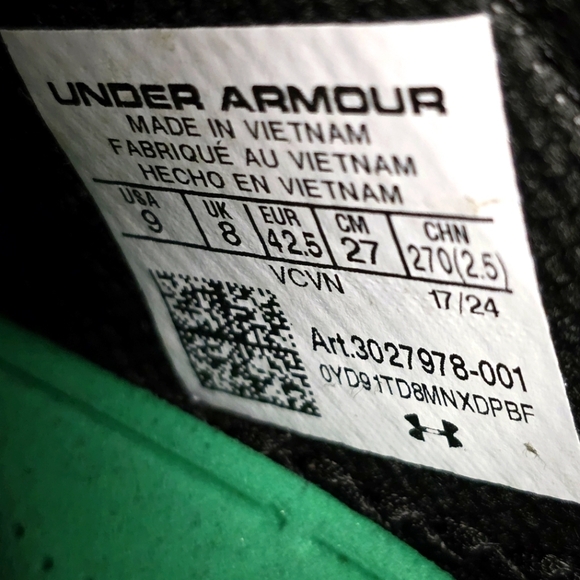 UNDER ARMOUR
MADE IN VIETNAM
FABRIQUÉ AU VIETNAM
HECHO EN VIETNAM
USA UK EUR CM CHN
9 8 42.5 27 270(2.5)
VCVN 17/24
Art.3027978-001
0YD91TD8MNXDPBF